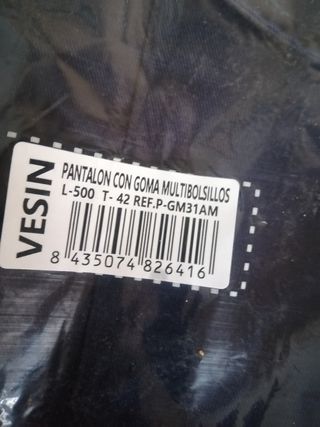 VESIN
PANTALON CON GOMA MULTIBOLSILLOS
L-500 T- 42 REF.P-GM31AM
8 435074 826416